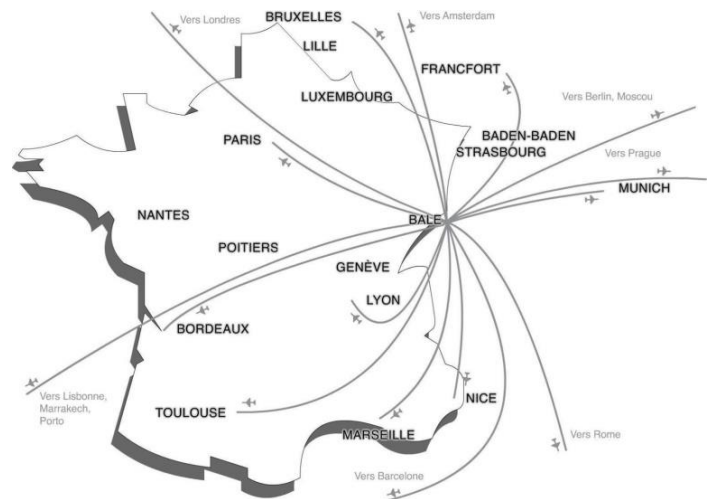 Vers Londres
BRUXELLES
Vers Amsterdam
LILLE
FRANCFORT
LUXEMBOURG
Vers Berlin, Moscou
PARIS
BADEN-BADEN
STRASBOURG
Vers Prague
MUNICH
NANTES
BALE
POITIERS
GENÈVE
LYON
BORDEAUX
Vers Lisbonne,
Marrakech,
Porto
TOULOUSE
NICE
MARSEILLE
Vers Rome
Vers Barcelone